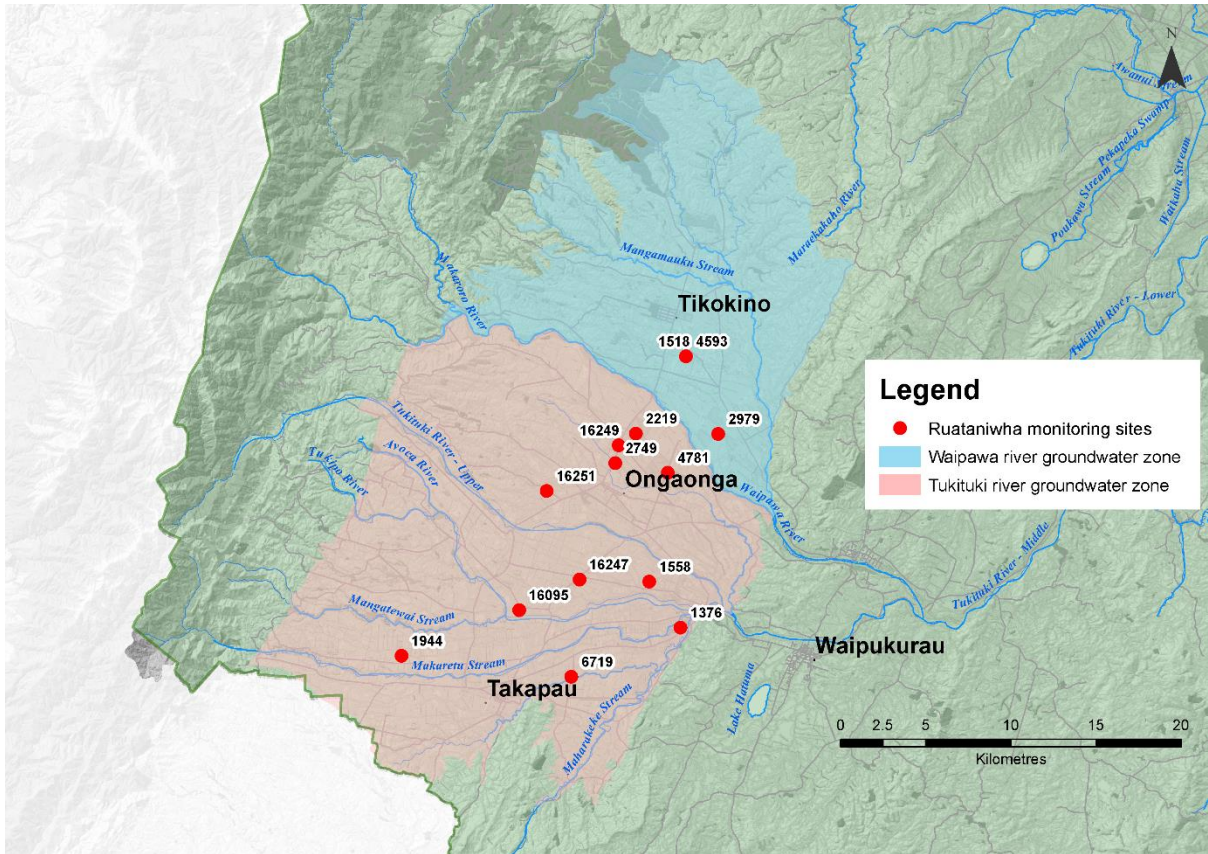 N
Awanui Stream
Pekapeka Swamp
Poukawa Stream
Waikahu Stream
Maraekakaho River
Mangamauku Stream
Makaroro River
Tikokino
Tukituki River - Lower
1518 4593
Legend
Ruataniwha monitoring sites
Waipawa river groundwater zone
Tukituki river groundwater zone
Tukituki River - Upper
Avoca River
Tukipo River
2219
2979
16249
2749
4781
Ongaonga
16251
Waipawa River
Tukituki River - Middle
16247
1558
16095
1376
Mangatewai Stream
1944
Makaretu Stream
6719
Takapau
Maharakeke Stream
Waipukurau
Lake Hatuma
0 2.5 5 10 15 20
Kilometres